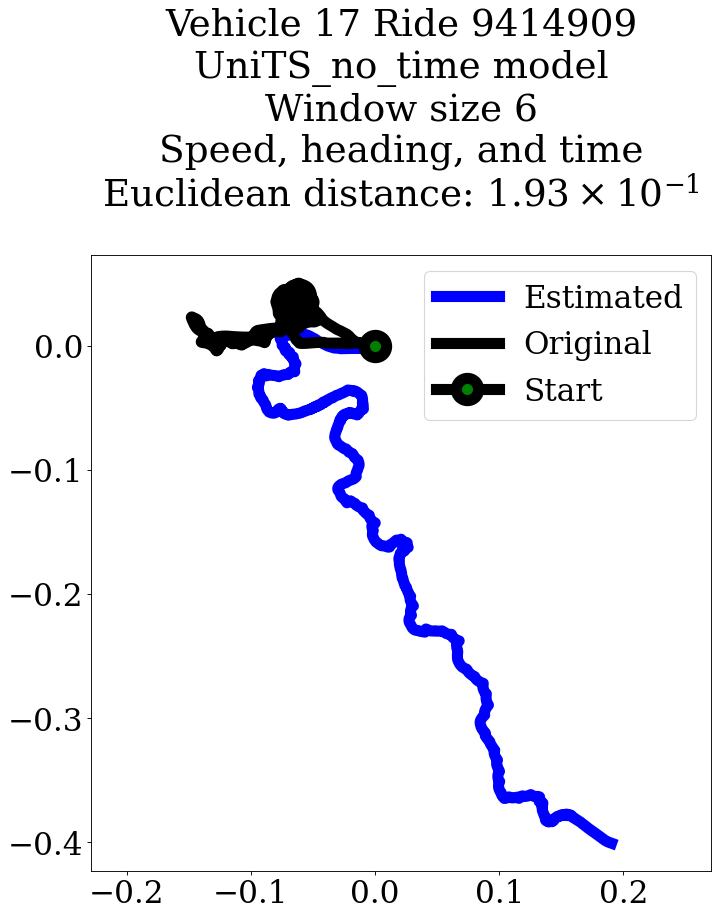 Vehicle 17 Ride 9414909
UniTS_no_time model
Window size 6
Speed, heading, and time
Euclidean distance: 1.93 × 10⁻¹
Estimated
Original
Start
0.0
−0.1
−0.2
−0.3
−0.4
−0.2 −0.1 0.0 0.1 0.2